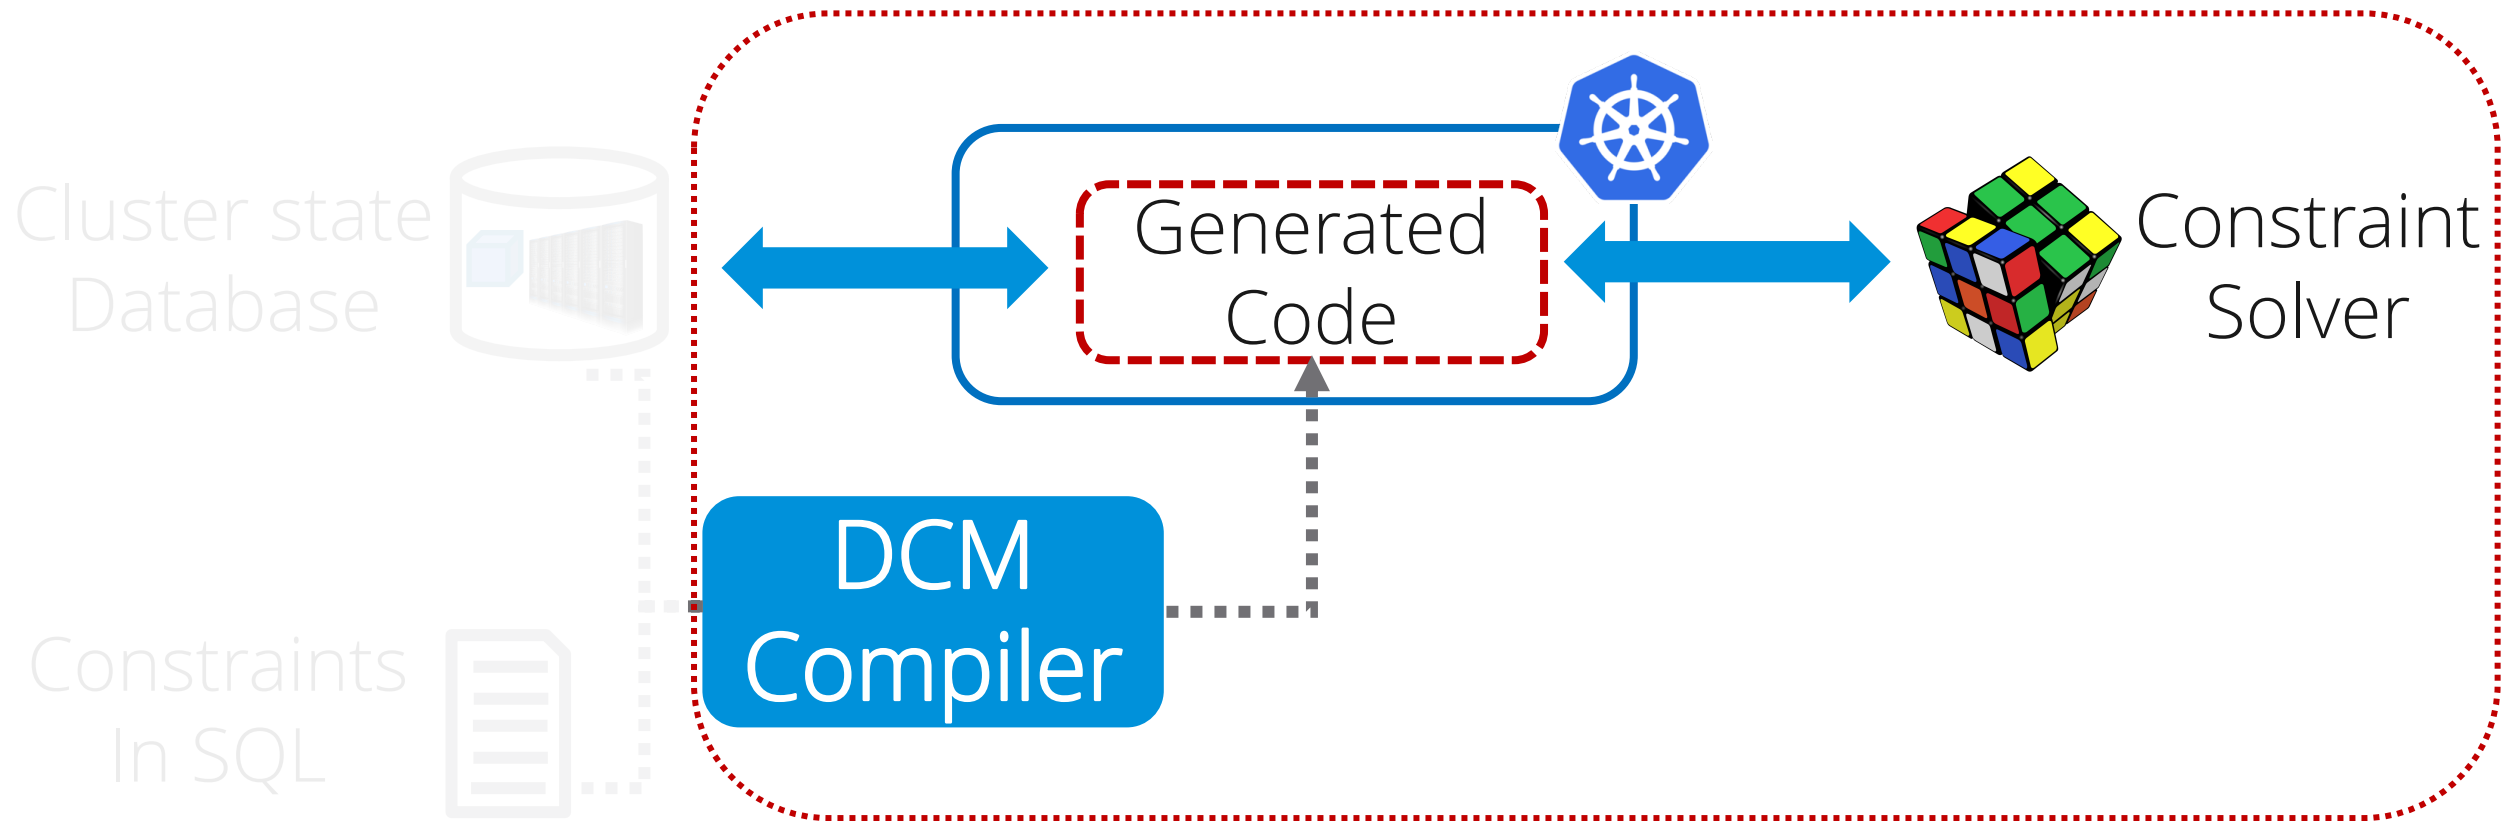 Cluster state
Database
Generated
Code
Constraint
Solver
DCM
Compiler
Constraints
In SQL